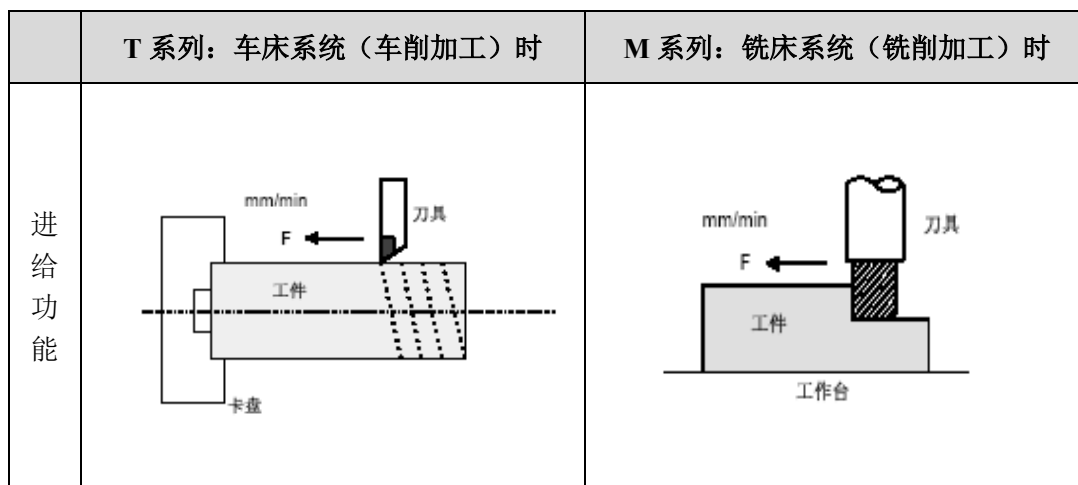 T 系列：车床系统（车削加工）时
M 系列：铣床系统（铣削加工）时
进
给
功
能
mm/min
刀具
F
工件
卡盘
mm/min
刀具
F
工件
工作台